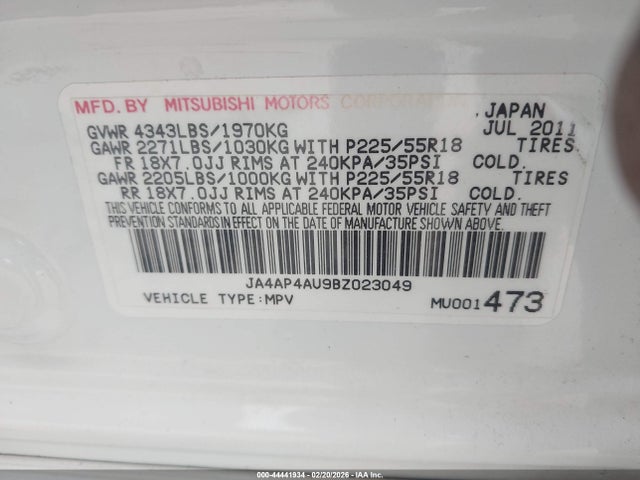 MFD. BY MITSUBISHI MOTORS CORPORATION JAPAN
GVWR 4343LBS/1970KG JUL 2011
GAWR 2271LBS/1030KG WITH P225/55R18 TIRES
FR 18X7.0JJ RIMS AT 240KPA/35PSI COLD.
GAWR 2205LBS/1000KG WITH P225/55R18 TIRES
RR 18X7.0JJ RIMS AT 240KPA/35PSI COLD.
THIS VEHICLE CONFORMS TO ALL APPLICABLE FEDERAL MOTOR VEHICLE SAFETY AND THEFT
PREVENTION STANDARDS IN EFFECT ON THE DATE OF MANUFACTURE SHOWN ABOVE.
JA4AP4AU9BZ023049
VEHICLE TYPE:MPV MU001473
000-44441934 - 02/20/2026 - IAAI Inc.